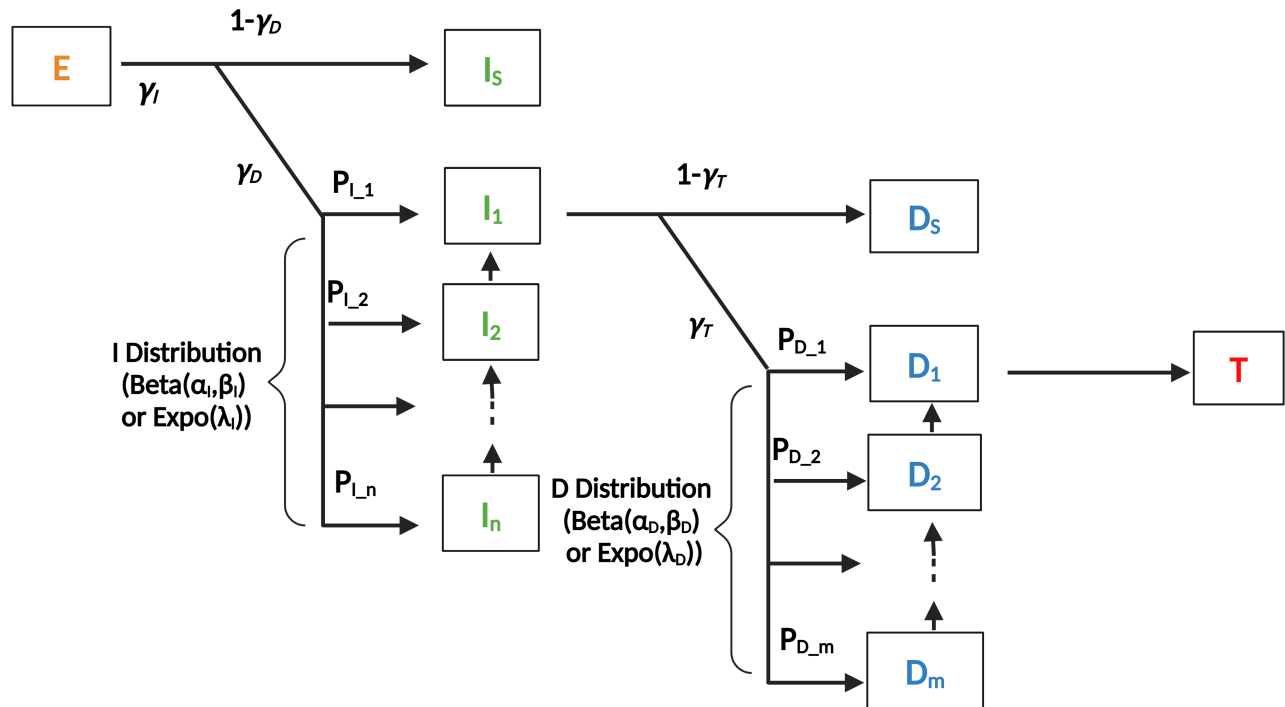 1-γD
E
IS
γI
γD
PI_1
I1
1-γT
DS
PI_2
I2
γT
PD_1
D1
T
I Distribution
(Beta(αI,βI)
or Expo(λI))
PI_n
In
PD_2
D2
D Distribution
(Beta(αD,βD)
or Expo(λD))
PD_m
Dm